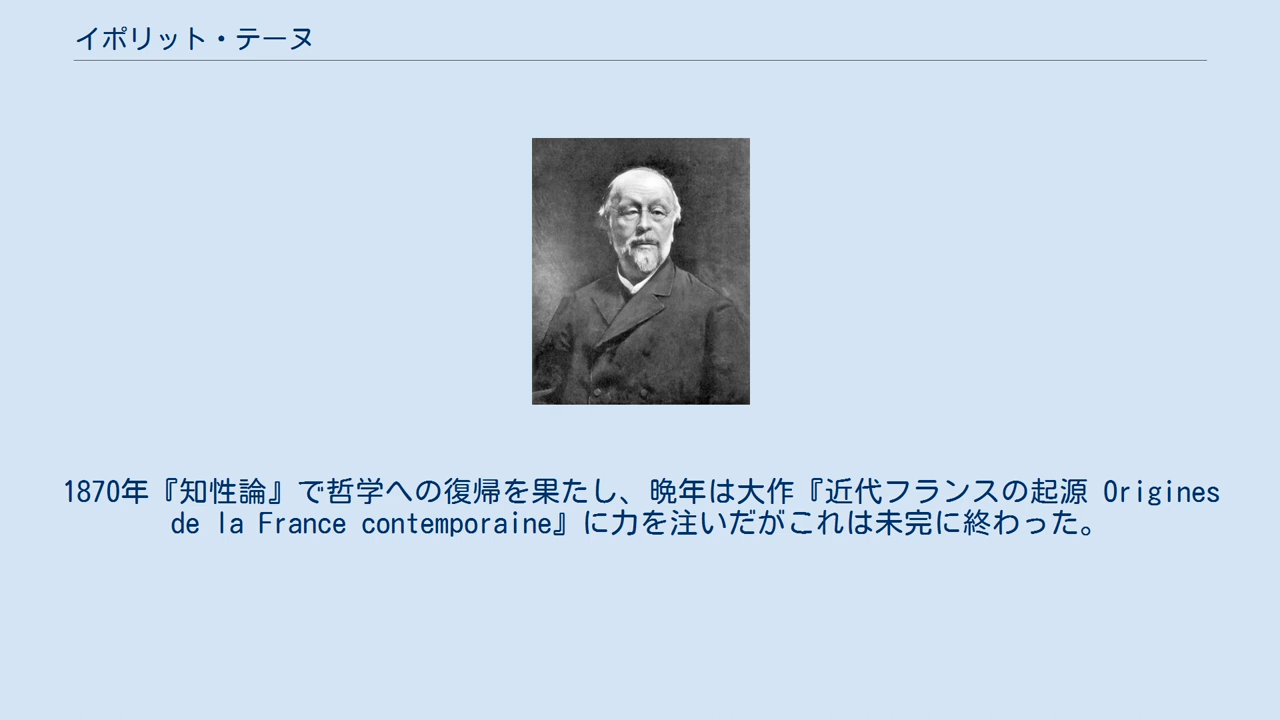 イポリット・テーヌ
1870年『知性論』で哲学への復帰を果たし、晩年は大作『近代フランスの起源 Origines
de la France contemporaine』に力を注いだがこれは未完に終わった。